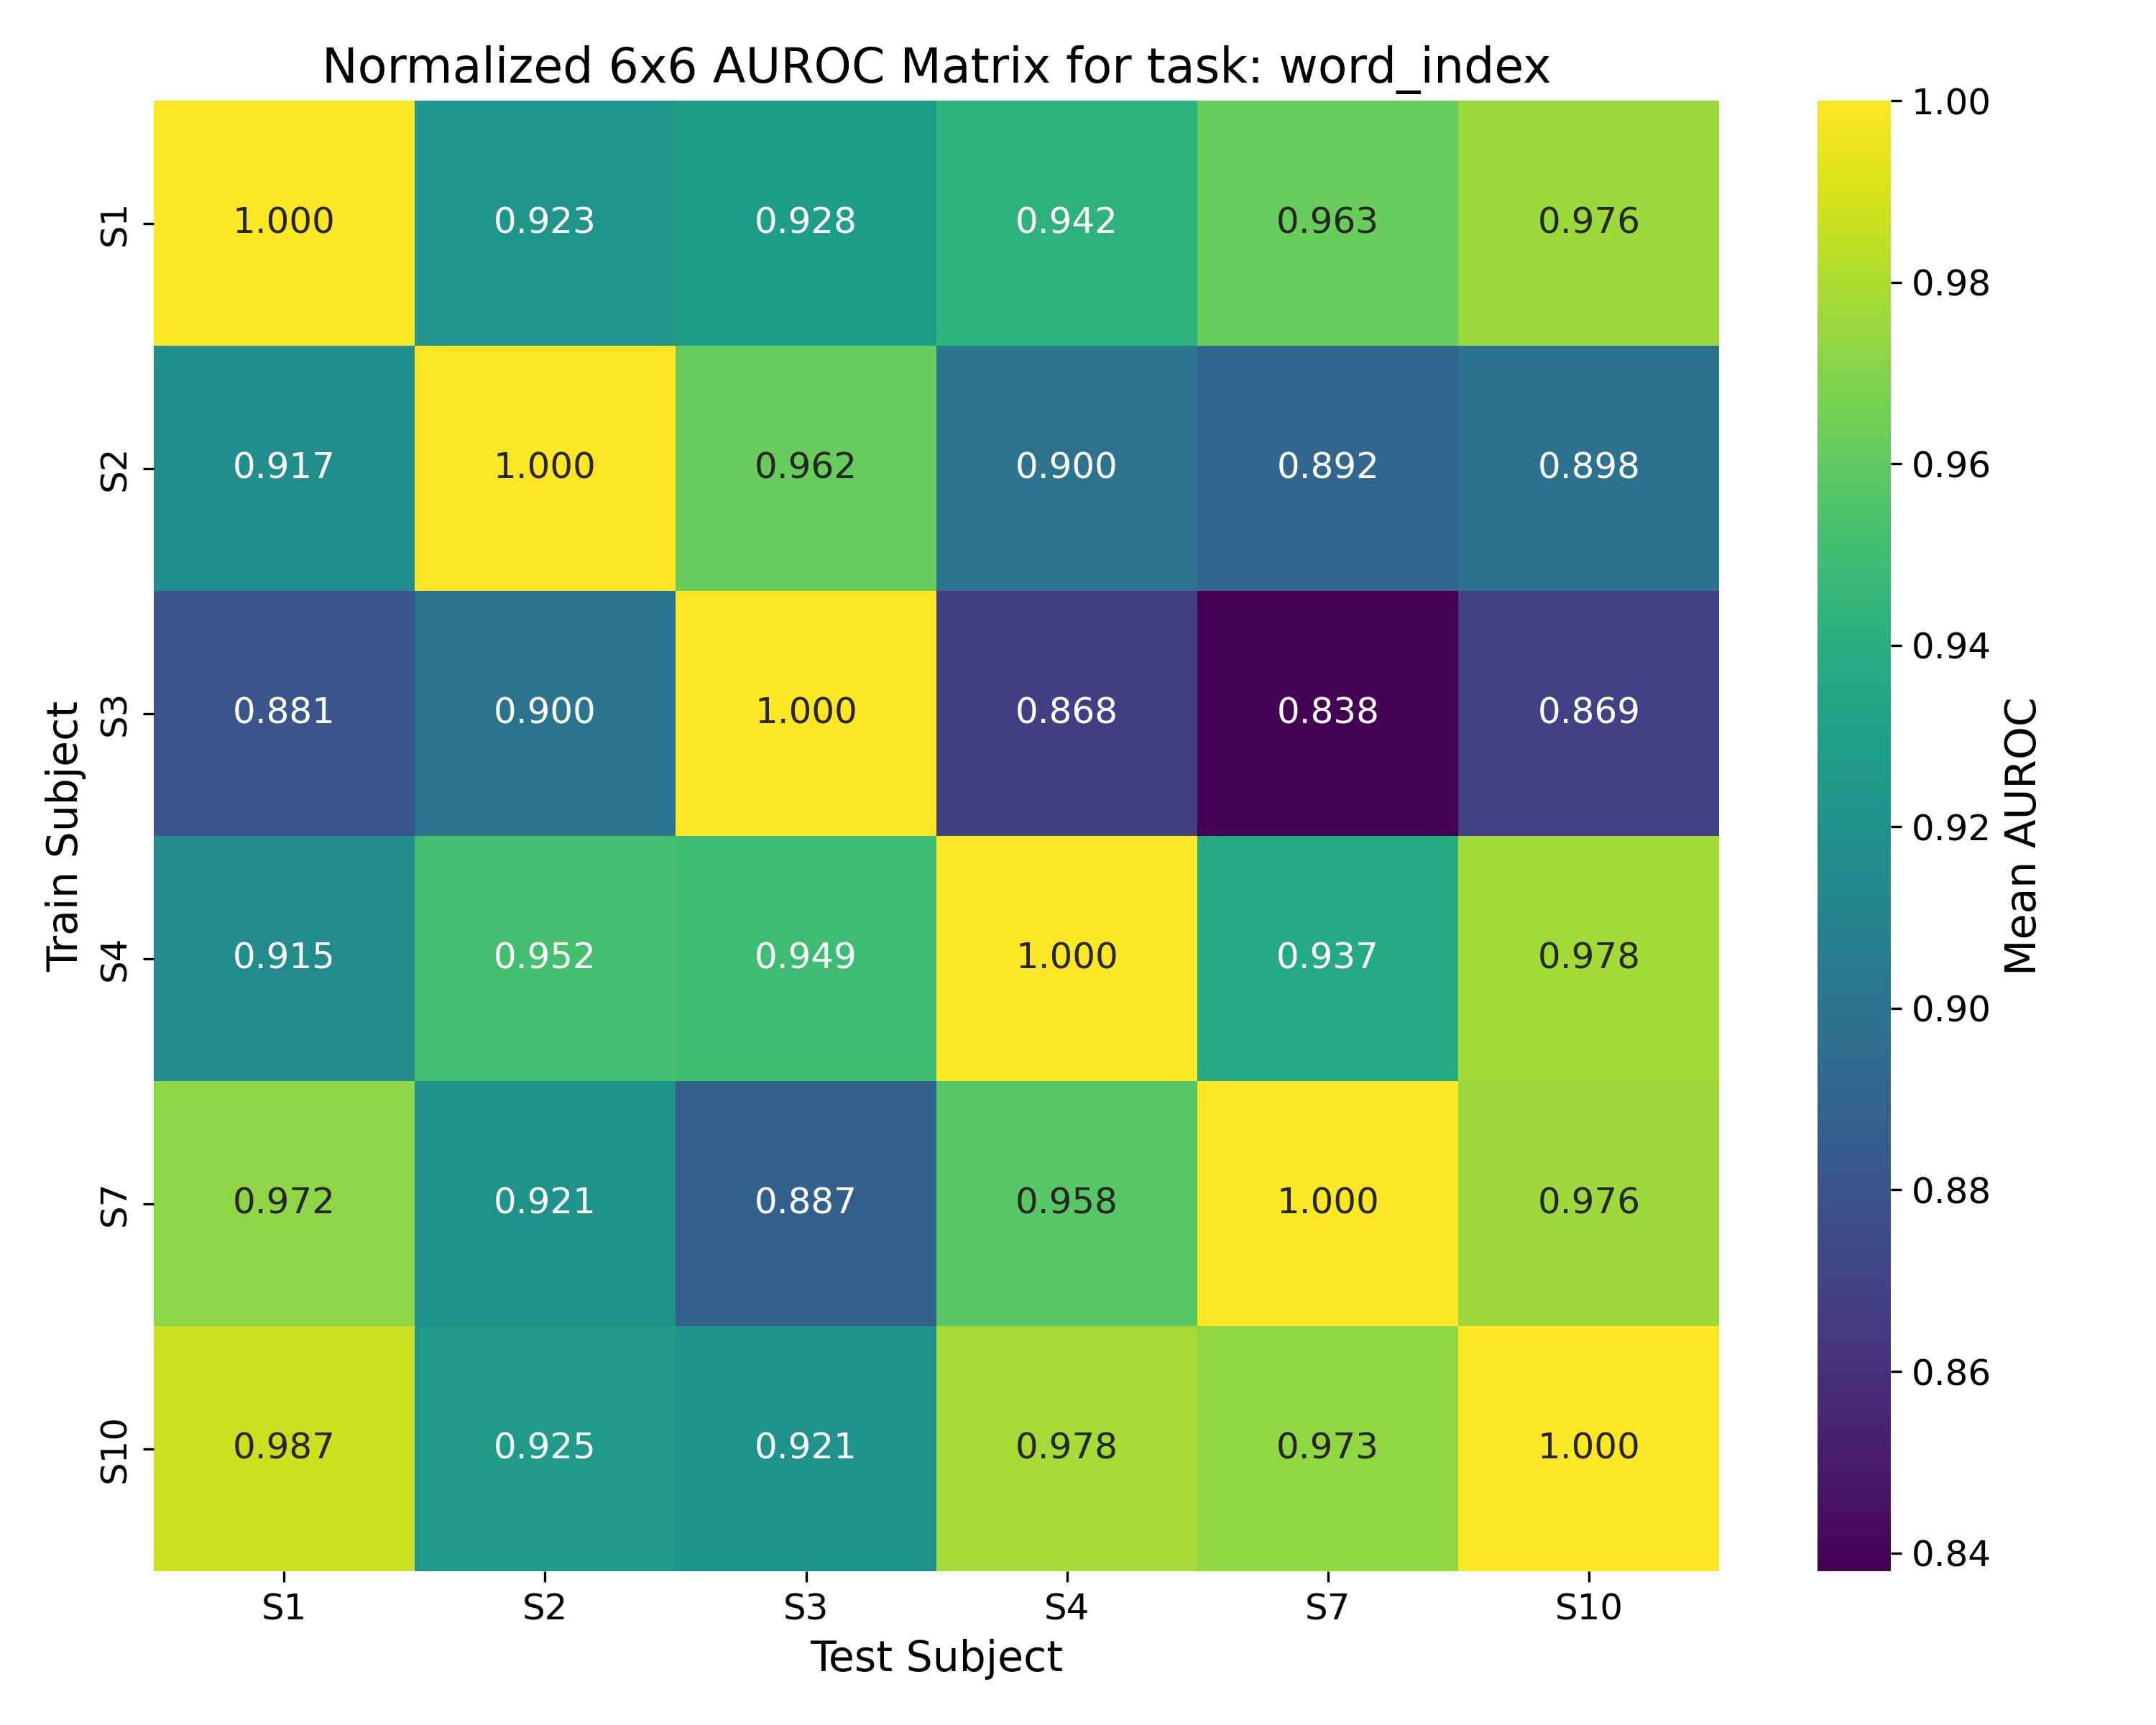 Normalized 6x6 AUROC Matrix for task: word_index
Train Subject
S1
1.000 0.923 0.928 0.942 0.963 0.976
S2
0.917 1.000 0.962 0.900 0.892 0.898
S3
0.881 0.900 1.000 0.868 0.838 0.869
S4
0.915 0.952 0.949 1.000 0.937 0.978
S7
0.972 0.921 0.887 0.958 1.000 0.976
S10
0.987 0.925 0.921 0.978 0.973 1.000
S1 S2 S3 S4 S7 S10
Test Subject
1.00
0.98
0.96
0.94
0.92
0.90
0.88
0.86
0.84
Mean AUROC